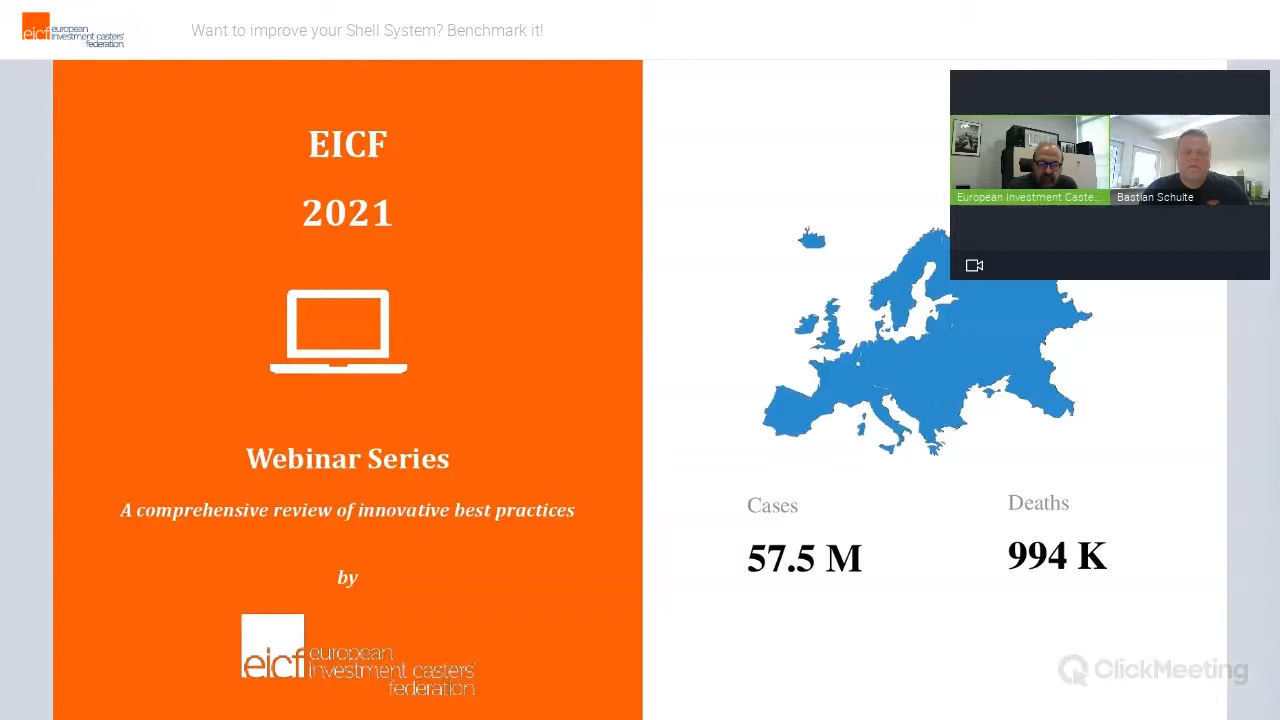 eicf european
investment casters'
federation.
Want to improve your Shell System? Benchmark it!
EICF
2021
Webinar Series
A comprehensive review of innovative best practices
by
eicf european
investment casters'
federation
European Investment Caste...
Bastian Schulte
Cases
Deaths
57.5 M
994 K
ClickMeeting